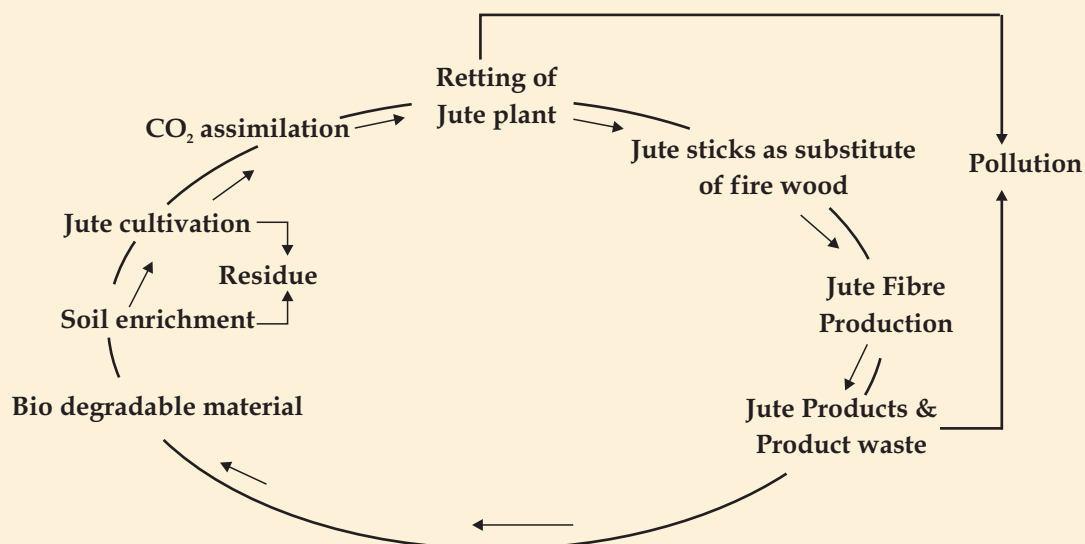 Retting of
Jute plant
CO₂ assimilation
Jute sticks as substitute
of fire wood
Pollution
Jute cultivation
Residue
Jute Fibre
Production
Soil enrichment
Bio degradable material
Jute Products &
Product waste